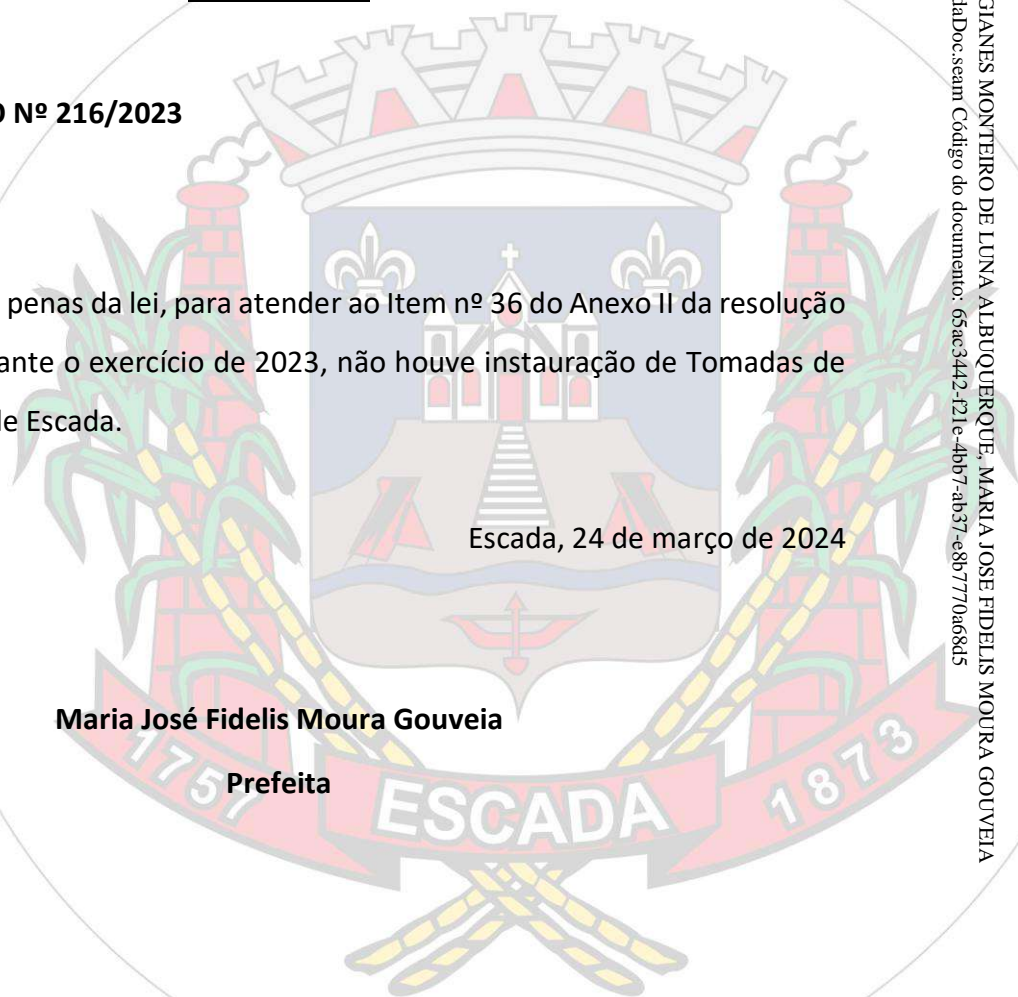 O Nº 216/2023
penas da lei, para atender ao Item nº 36 do Anexo II da resolução
ante o exercício de 2023, não houve instauração de Tomadas de
de Escada.
Escada, 24 de março de 2024
Maria José Fidelis Moura Gouveia
Prefeita
1757 ESCADA 1873
GIANES MONTEIRO DE LUNA ALBUQUERQUE, MARIA JOSE FIDELIS MOURA GOUVEIA
daDoc.seam Código do documento: 65ac3442-f21e-4bb7-ab37-e8b7770a68d5